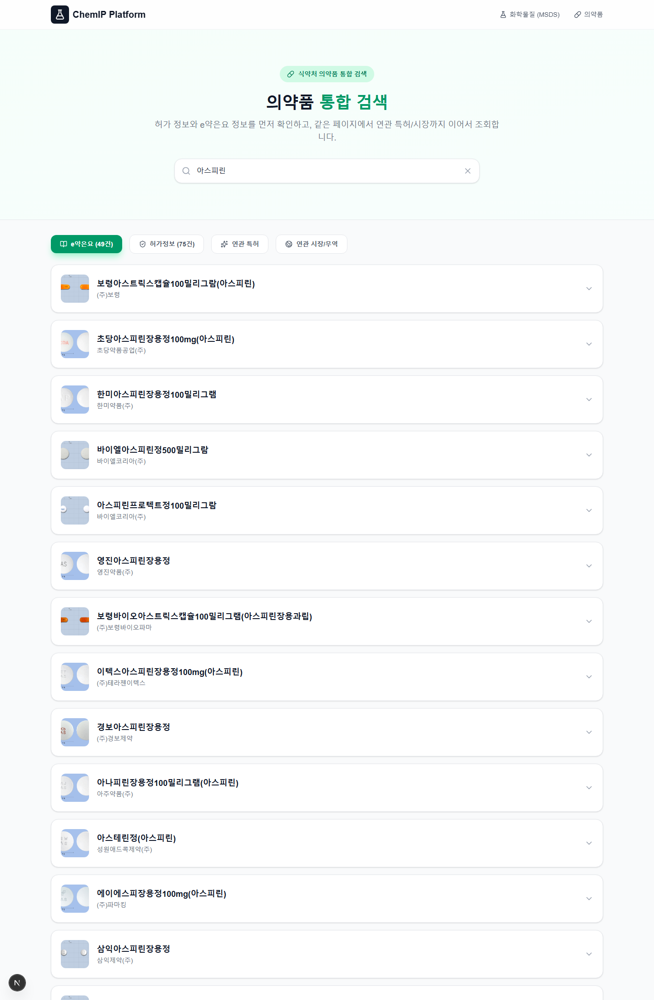 ChemIP Platform
화학물질 (MSDS)
의약품
식약처 의약품 통합 검색
의약품 통합 검색
허가 정보와 e약은요 정보를 먼저 확인하고, 같은 페이지에서 연관 특허/시장까지 이어서 조회합
니다.
아스피린
e약은요 (49건)
허가정보 (75건)
연관 특허
연관 시장/무역
보령아스트릭스캡슐100밀리그람(아스피린)
(주)보령
CDA
초당아스피린장용정100mg(아스피린)
초당약품공업(주)
한미아스피린장용정100밀리그램
한미약품(주)
바이엘아스피린정500밀리그람
바이엘코리아(주)
아스피린프로텍트정100밀리그람
바이엘코리아(주)
AS
영진아스피린장용정
영진약품(주)
보령바이오아스트릭스캡슐100밀리그램(아스피린장용과립)
(주)보령바이오파마
ET
AS
이텍스아스피린장용정100mg(아스피린)
(주)테라젠이텍스
Kb
AS
경보아스피린장용정
(주)경보제약
AJ
AS
아나피린장용정100밀리그램(아스피린)
아주약품(주)
SW
AS
아스테린정(아스피린)
성원애드콕제약(주)
AS
에이에스피장용정100mg(아스피린)
(주)파마킹
삼익아스피린장용정
삼익제약(주)
N